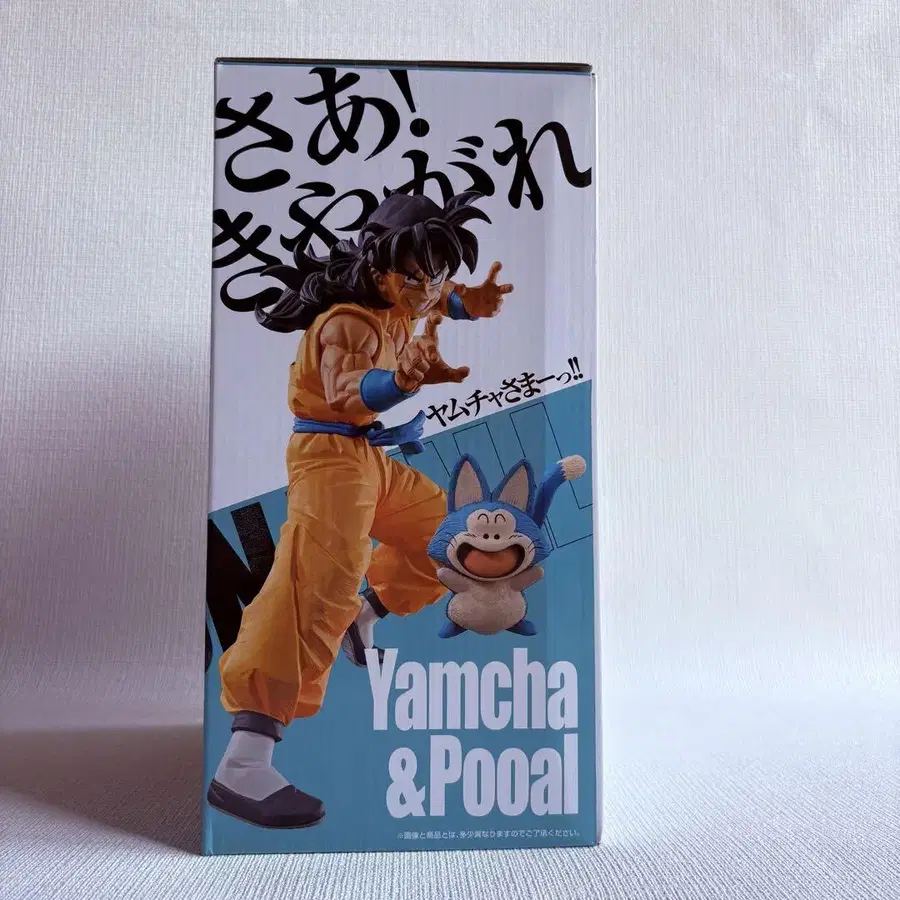 さあ!
きやがれ
ヤムチャさまーっ!!
Yamcha
&Pooal
※画像と商品とは、多少異なりますのでご了承ください。